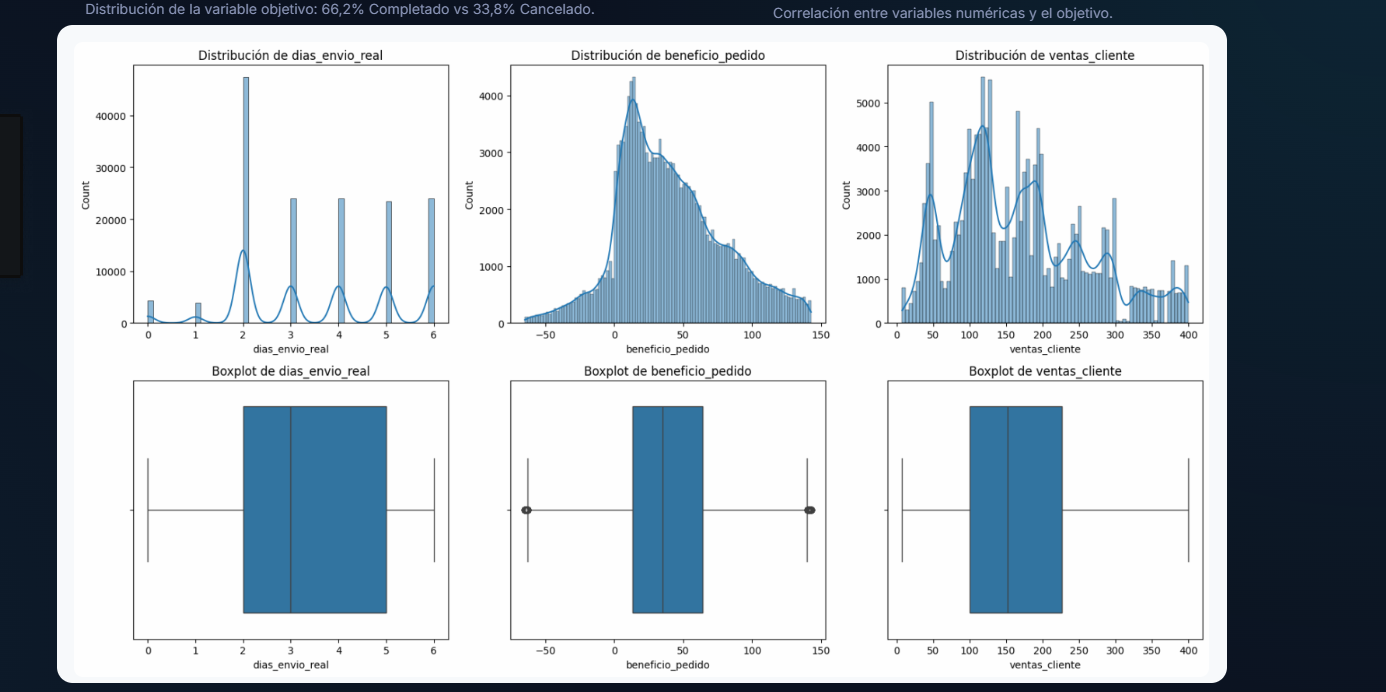 Distribución de la variable objetivo: 66,2% Completado vs 33,8% Cancelado.
Correlación entre variables numéricas y el objetivo.
Distribución de dias_envio_real
Count
40000
30000
20000
10000
0
0 1 2 3 4 5 6
dias_envio_real
Distribución de beneficio_pedido
Count
4000
3000
2000
1000
0
−50 0 50 100 150
beneficio_pedido
Distribución de ventas_cliente
Count
5000
4000
3000
2000
1000
0
0 50 100 150 200 250 300 350 400
ventas_cliente
Boxplot de dias_envio_real
0 1 2 3 4 5 6
dias_envio_real
Boxplot de beneficio_pedido
−50 0 50 100 150
beneficio_pedido
Boxplot de ventas_cliente
0 50 100 150 200 250 300 350 400
ventas_cliente